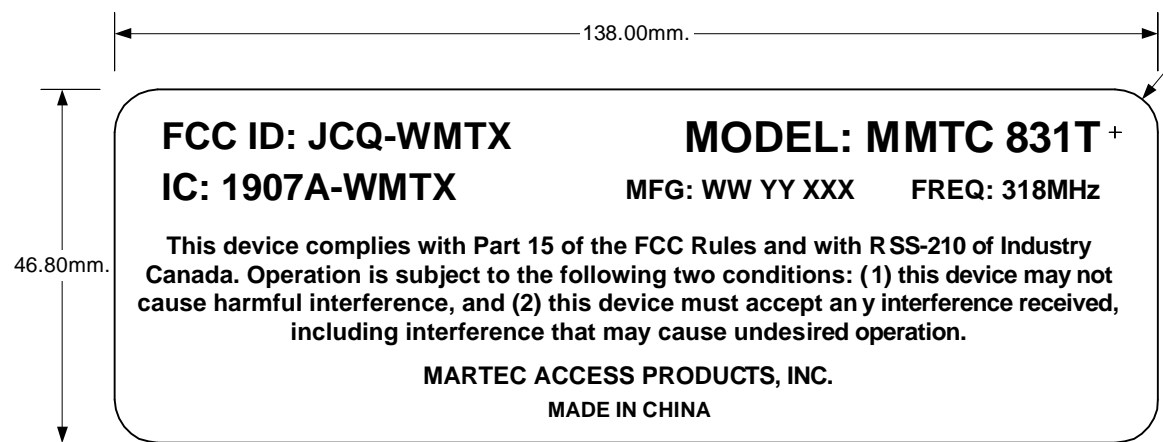 138.00mm.
FCC ID: JCQ-WMTX
MODEL: MMTC 831T
IC: 1907A-WMTX
MFG: WW YY XXX
FREQ: 318MHz
46.80mm.
This device complies with Part 15 of the FCC Rules and with RSS-210 of Industry
Canada. Operation is subject to the following two conditions: (1) this device may not
cause harmful interference, and (2) this device must accept any interference received,
including interference that may cause undesired operation.
MARTEC ACCESS PRODUCTS, INC.
MADE IN CHINA